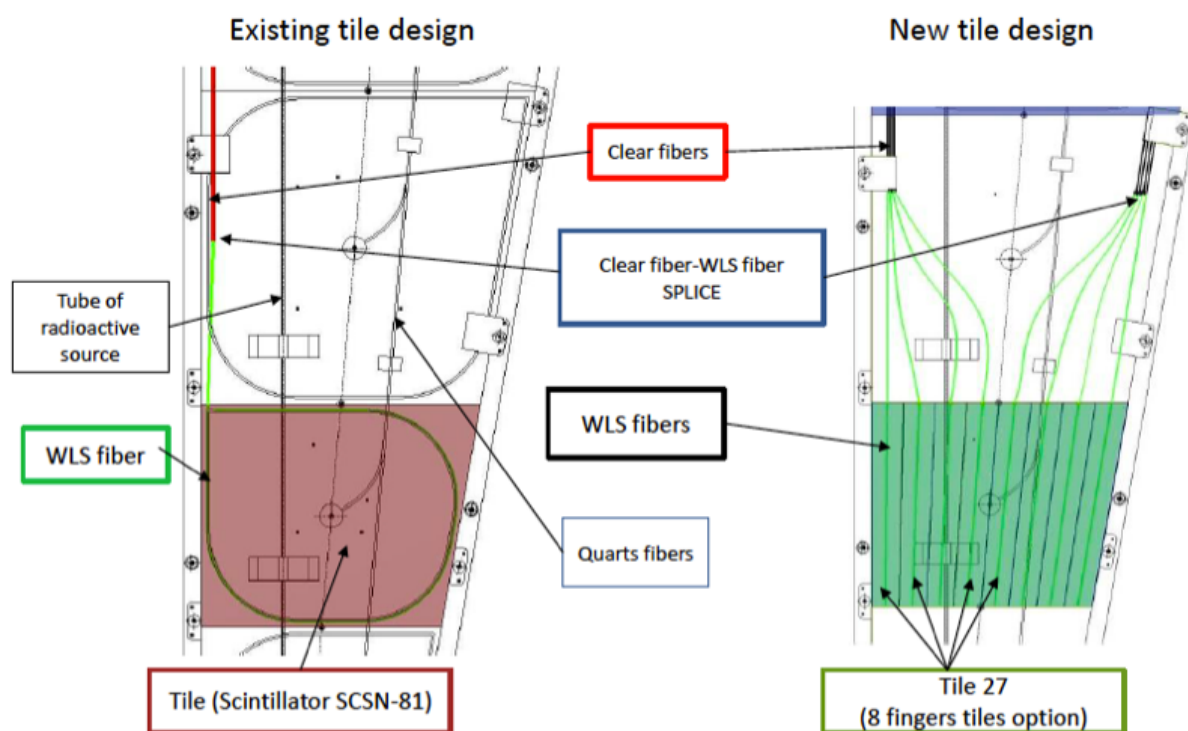 Existing tile design
New tile design
Clear fibers
Clear fiber-WLS fiber
SPLICE
Tube of
radioactive
source
WLS fibers
WLS fiber
Quarts fibers
Tile (Scintillator SCSN-81)
Tile 27
(8 fingers tiles option)